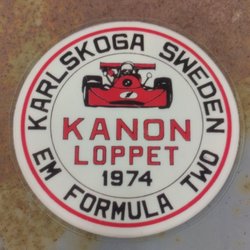 KARLSKOGA SWEDEN
KANON
LOPPET
1974
EM FORMULA TWO